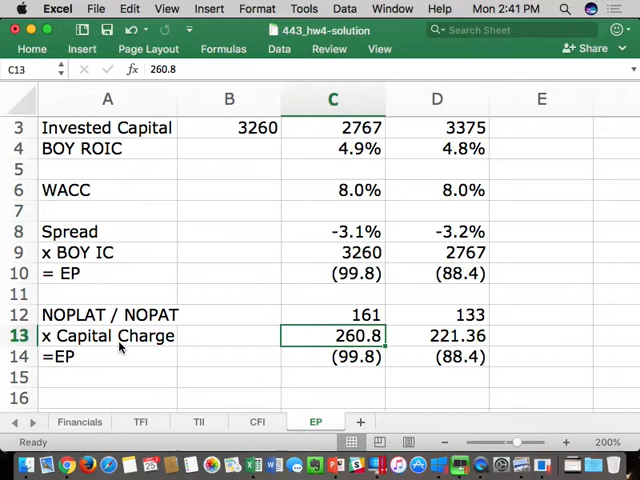 Excel File Edit View Insert Format Tools Data Window Help Mon 2:41 PM
443_hw4-solution Search Sheet
Home Insert Page Layout Formulas Data Review View Share
C13 fx 260.8
A B C D E
3 Invested Capital 3260 2767 3375
4 BOY ROIC 4.9% 4.8%
5
6 WACC 8.0% 8.0%
7
8 Spread -3.1% -3.2%
9 x BOY IC 3260 2767
10 = EP (99.8) (88.4)
11
12 NOPLAT / NOPAT 161 133
13 x Capital Charge 260.8 221.36
14 =EP (99.8) (88.4)
15
16
Financials TFI TII CFI EP +
Ready 200%